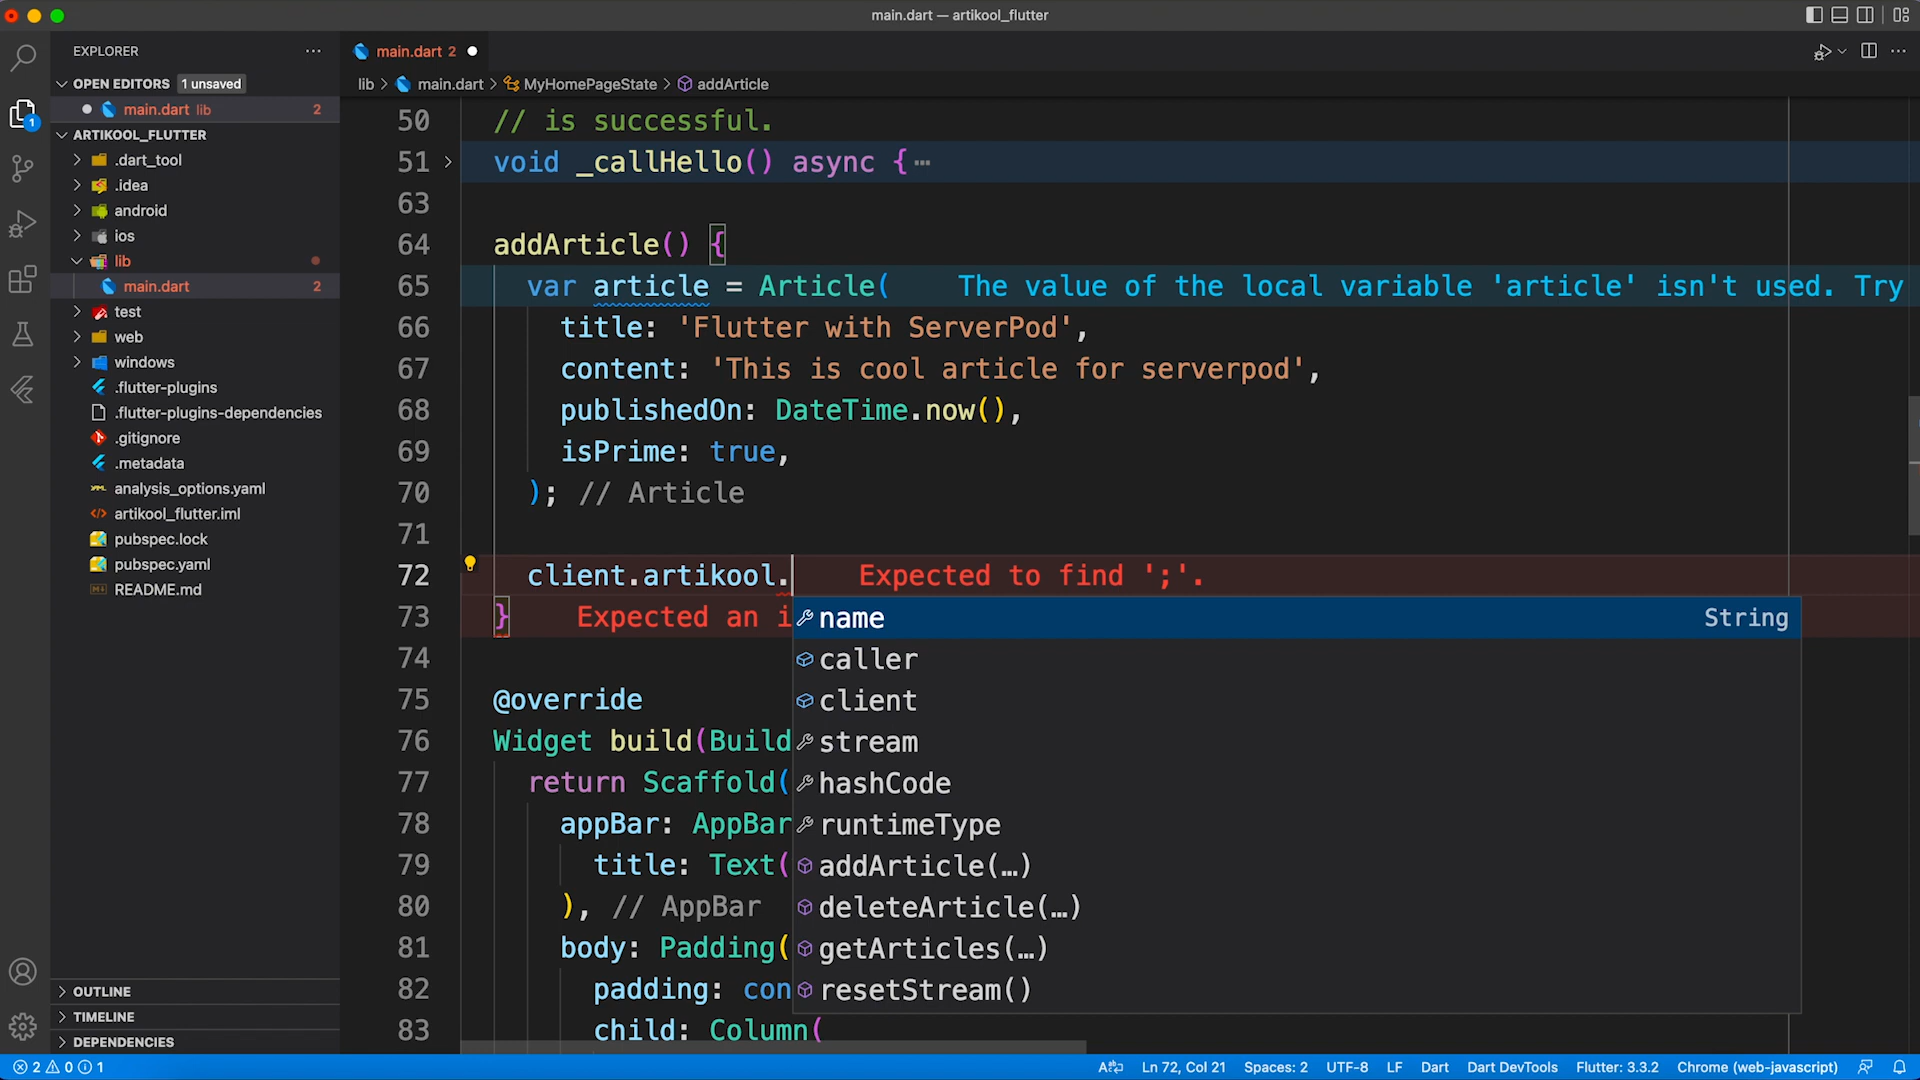 main.dart — artikool_flutter
EXPLORER
OPEN EDITORS 1 unsaved
main.dart lib 2
ARTIKOOL_FLUTTER
.dart_tool
.idea
android
ios
lib
main.dart 2
test
web
windows
.flutter-plugins
.flutter-plugins-dependencies
.gitignore
.metadata
analysis_options.yaml
artikool_flutter.iml
pubspec.lock
pubspec.yaml
README.md
OUTLINE
TIMELINE
DEPENDENCIES
1
main.dart 2
lib > main.dart > MyHomePageState > addArticle
50 // is successful.
51 void _callHello() async {…
63
64 addArticle() {
65 var article = Article( The value of the local variable 'article' isn't used. Try
66 title: 'Flutter with ServerPod',
67 content: 'This is cool article for serverpod',
68 publishedOn: DateTime.now(),
69 isPrime: true,
70 ); // Article
71
72 client.artikool. Expected to find ';'.
73 } Expected an i
74
75 @override
76 Widget build(Build
77 return Scaffold(
78 appBar: AppBar
79 title: Text(
80 ), // AppBar
81 body: Padding(
82 padding: con
83 child: Column(
name String
caller
client
stream
hashCode
runtimeType
addArticle(…)
deleteArticle(…)
getArticles(…)
resetStream()
2 0 1
Ln 72, Col 21 Spaces: 2 UTF-8 LF Dart Dart DevTools Flutter: 3.3.2 Chrome (web-javascript)